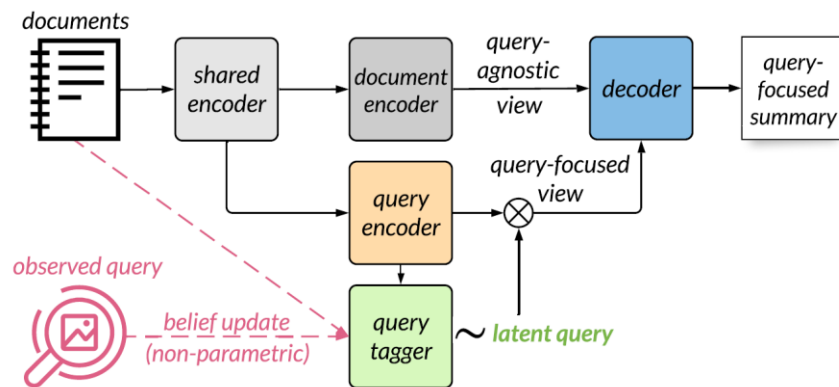 documents
shared
encoder
document
encoder
query-
agnostic
view
decoder
query-
focused
summary
query
encoder
query-focused
view
observed query
belief update
(non-parametric)
query
tagger
~ latent query